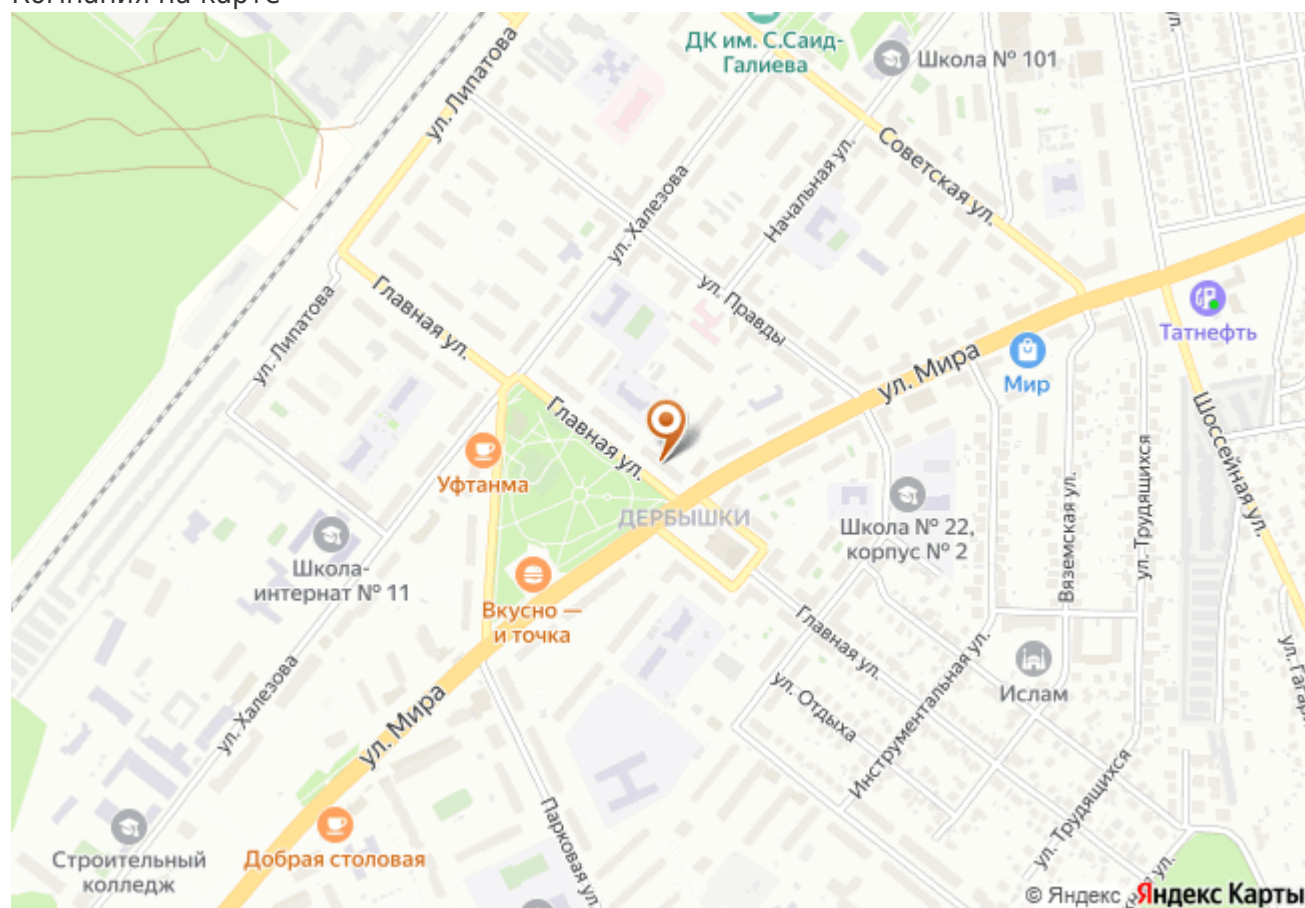 Компания на карте
ул. Липатова
ДК им. С.Саид-
Галиева
Школа № 101
Советская ул.
Начальная ул.
ул. Халезова
ул. Липатова
Главная ул.
ул. Правды
ул. Мира
Мир
Татнефть
Шоссейная ул.
Главная ул.
Уфтанма
ДЕРБЫШКИ
Школа № 22,
корпус № 2
Вяземская ул.
ул. Трудящихся
Школа-
интернат № 11
Вкусно —
и точка
Главная ул.
Инструментальная ул.
Ислам
ул. Отдыха
ул. Халезова
ул. Мира
Парковая ул.
ул. Трудящихся
Строительный
колледж
Добрая столовая
© Яндекс Яндекс Карты